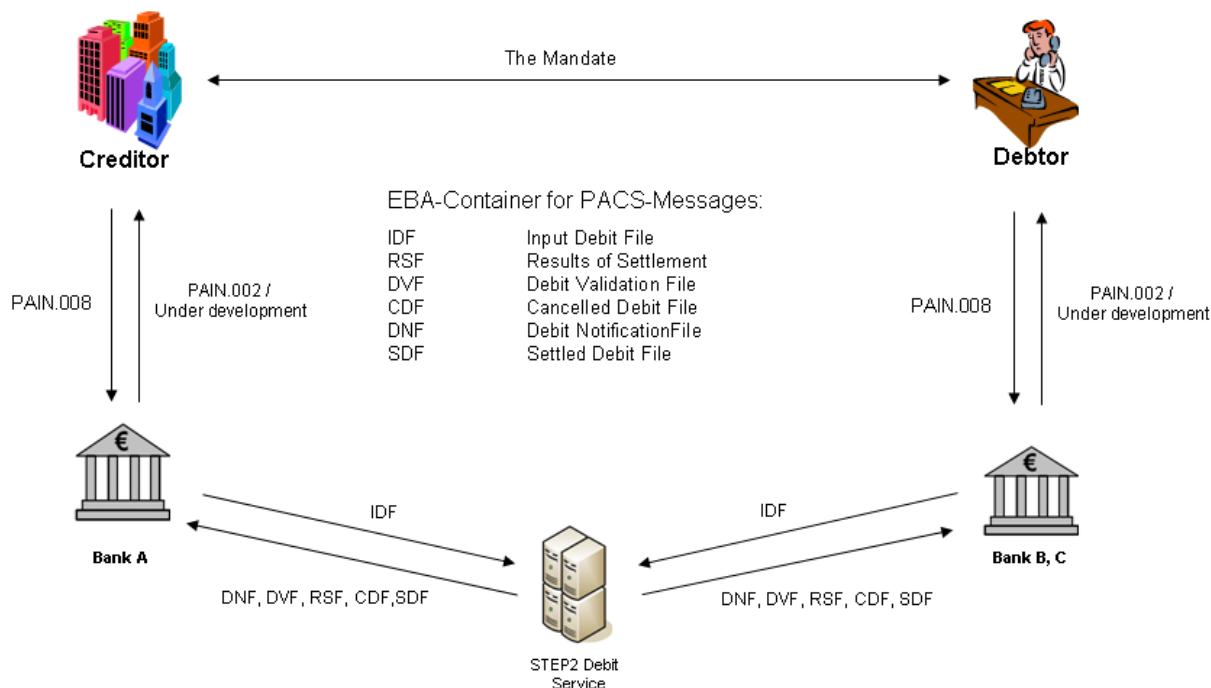 The Mandate
Creditor
Debtor
EBA-Container for PACS-Messages:
IDF Input Debit File
RSF Results of Settlement
DVF Debit Validation File
CDF Cancelled Debit File
DNF Debit NotificationFile
SDF Settled Debit File
PAIN.008
PAIN.002 /
Under development
PAIN.008
PAIN.002 /
Under development
€
€
IDF
IDF
Bank A
Bank B, C
DNF, DVF, RSF, CDF,SDF
DNF, DVF, RSF, CDF, SDF
STEP2 Debit
Service